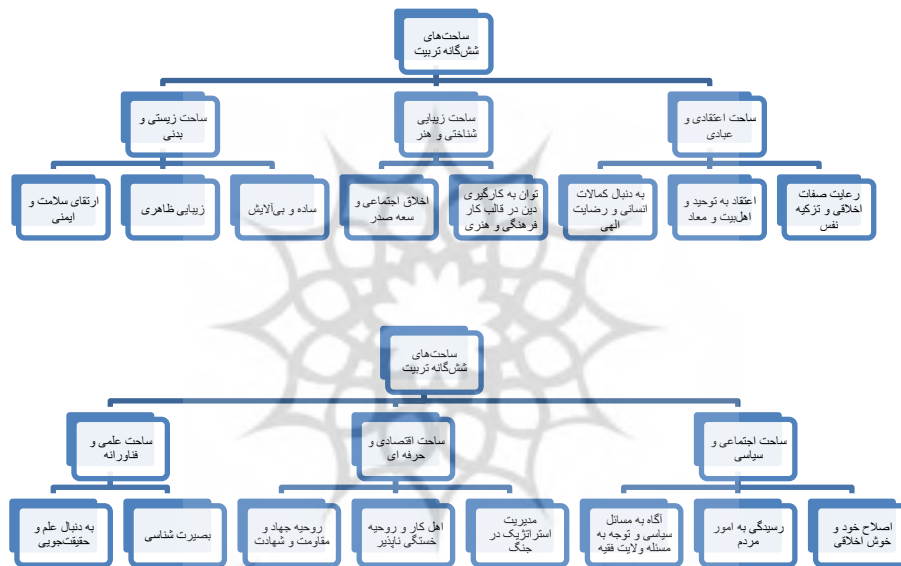 ساحت‌های
شش‌گانه تربیت
ساحت اعتقادی و
عبادی
ساحت زیبایی
شناختی و هنر
ساحت زیستی و
بدنی
رعایت صفات
اخلاقی و تزکیه
نفس
اعتقاد به توحید و
اهل‌بیت و معاد
به دنبال کمالات
انسانی و رضایت
الهی
توان به کارگیری
دین در قالب کار
فرهنگی و هنری
اخلاق اجتماعی و
سعه صدر
ساده و بی‌آلایش
زیبایی ظاهری
ارتقای سلامت و
ایمنی
ساحت‌های
شش‌گانه تربیت
ساحت اجتماعی و
سیاسی
ساحت اقتصادی و
حرفه ای
ساحت علمی و
فناورانه
اصلاح خود و
خوش اخلاقی
رسیدگی به امور
مردم
آگاه به مسائل
سیاسی و توجه به
مسئله ولایت فقیه
مدیریت
استراتژیک در
جنگ
اهل کار و روحیه
خستگی ناپذیر
روحیه جهاد و
مقاومت و شهادت
بصیرت شناسی
به دنبال علم و
حقیقت‌جویی